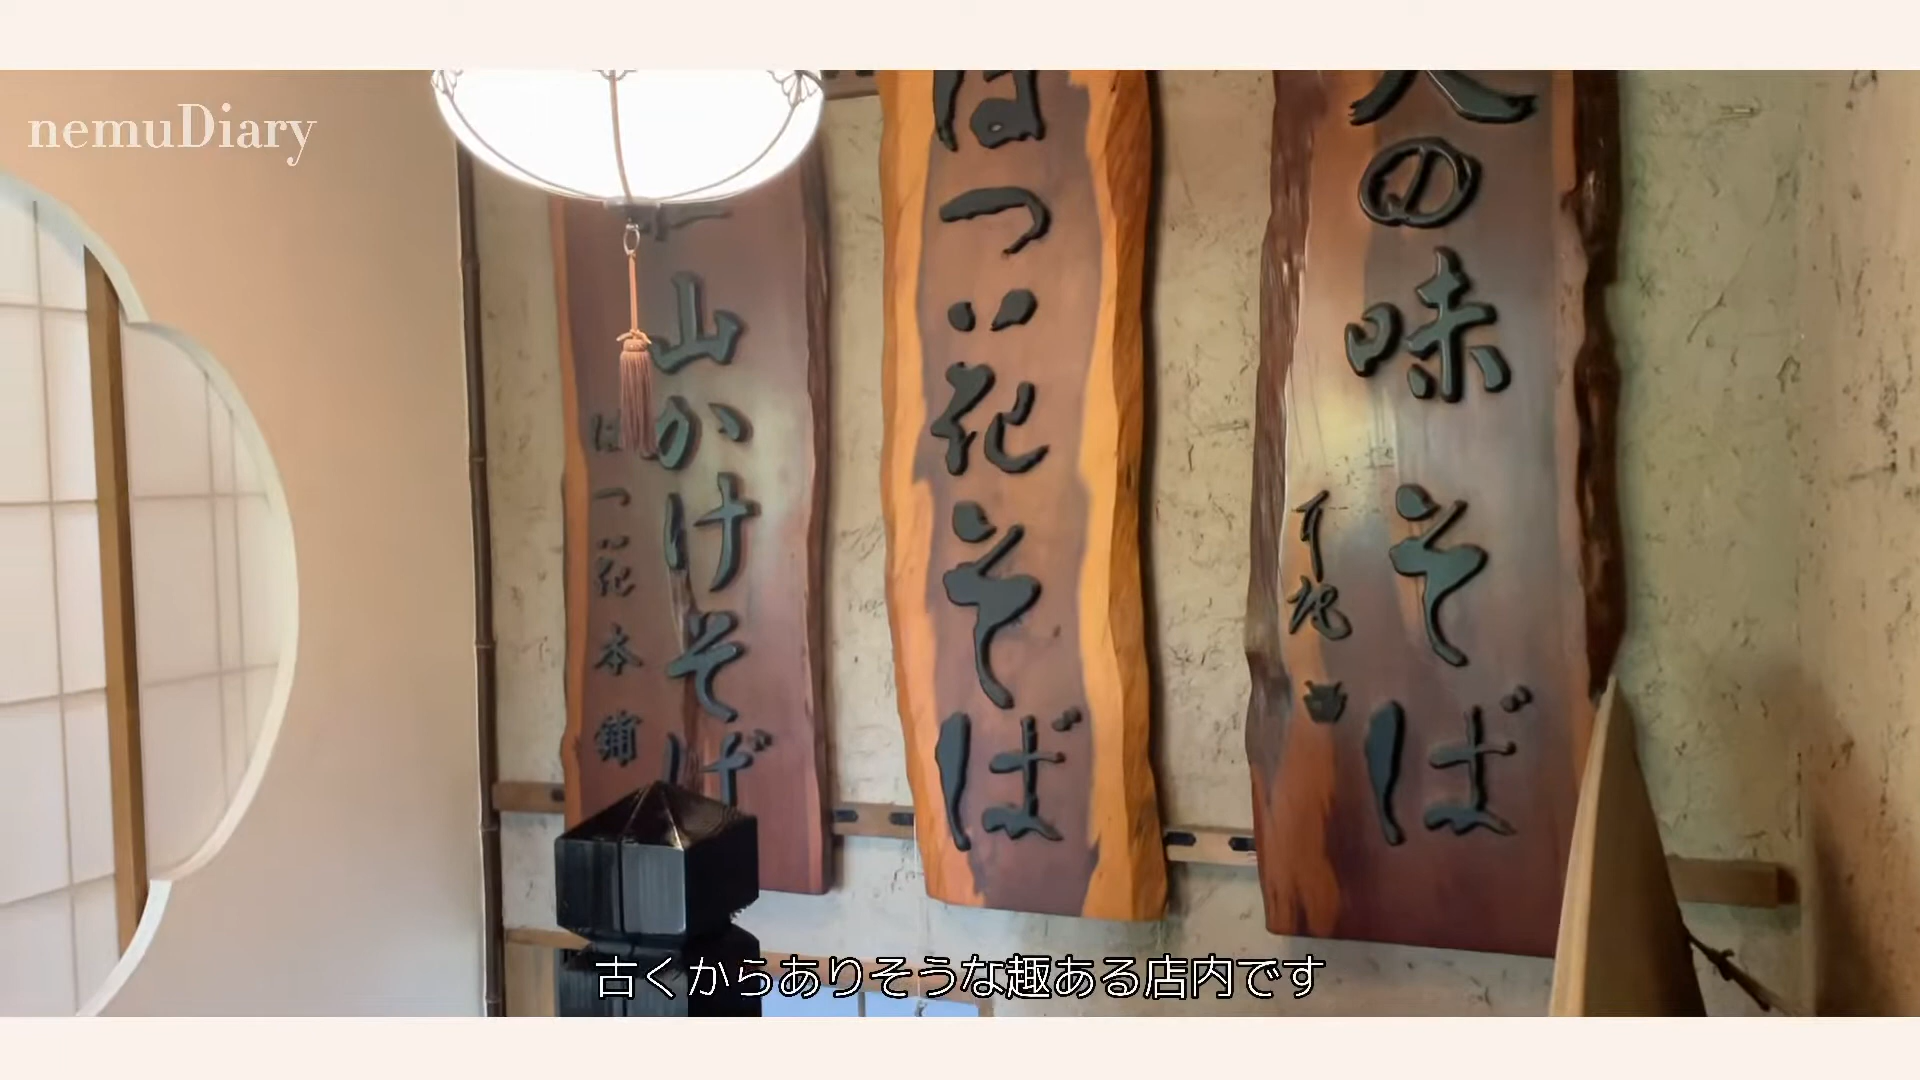 nemuDiary
の味そば
はつ花そば
山かけそば
はつ花本舗
古くからありそうな趣ある店内です